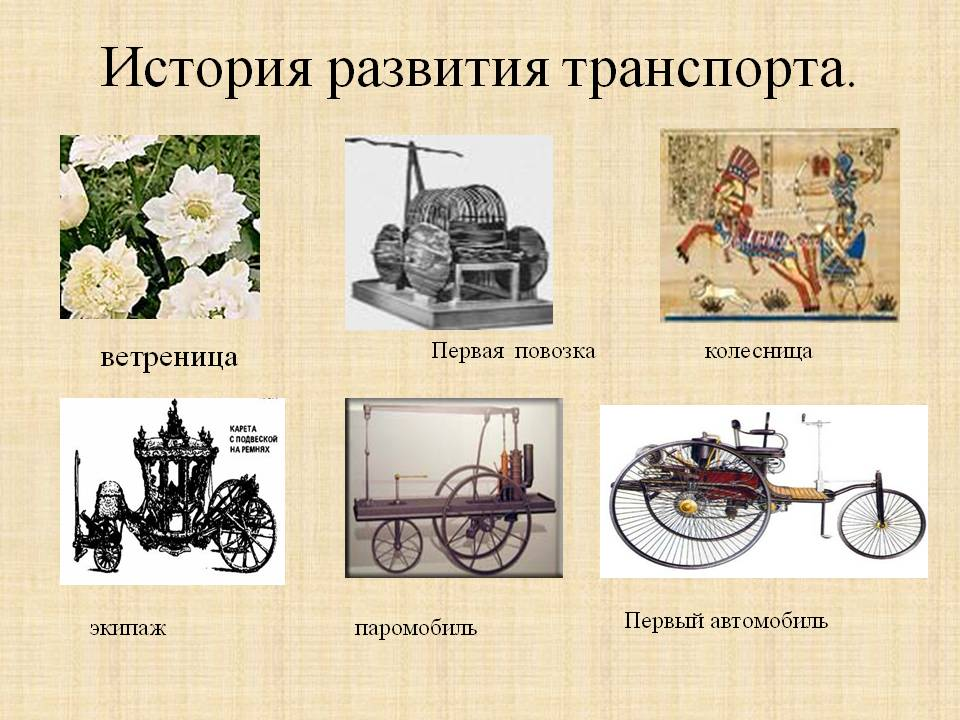 История развития транспорта.
ветреница
Первая повозка
колесница
КАРЕТА
С ПОДВЕСКОЙ
НА РЕМНЯХ
экипаж
паромобиль
Первый автомобиль